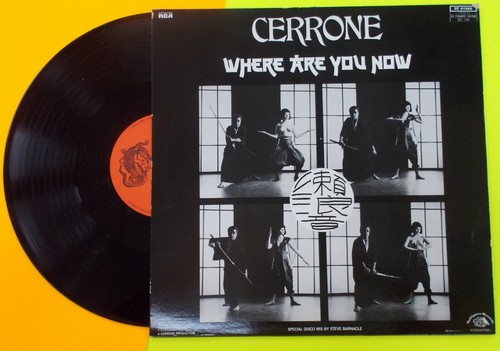 RCA
CERRONE
WHERE ARE YOU NOW
SPECIAL DISCO MIX BY STEVE BARNACLE
A CERRONE PRODUCTION